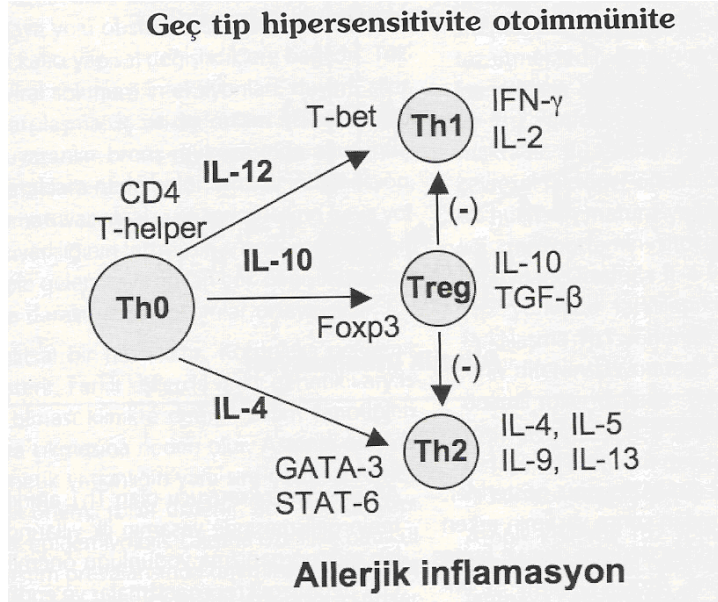 Geç tip hipersensitivite otoimmünite
T-bet
Th1
IFN-γ
IL-2
IL-12
CD4
T-helper
(-)
IL-10
Th0
Treg
IL-10
TGF-β
Foxp3
(-)
IL-4
Th2
IL-4, IL-5
IL-9, IL-13
GATA-3
STAT-6
Allerjik inflamasyon